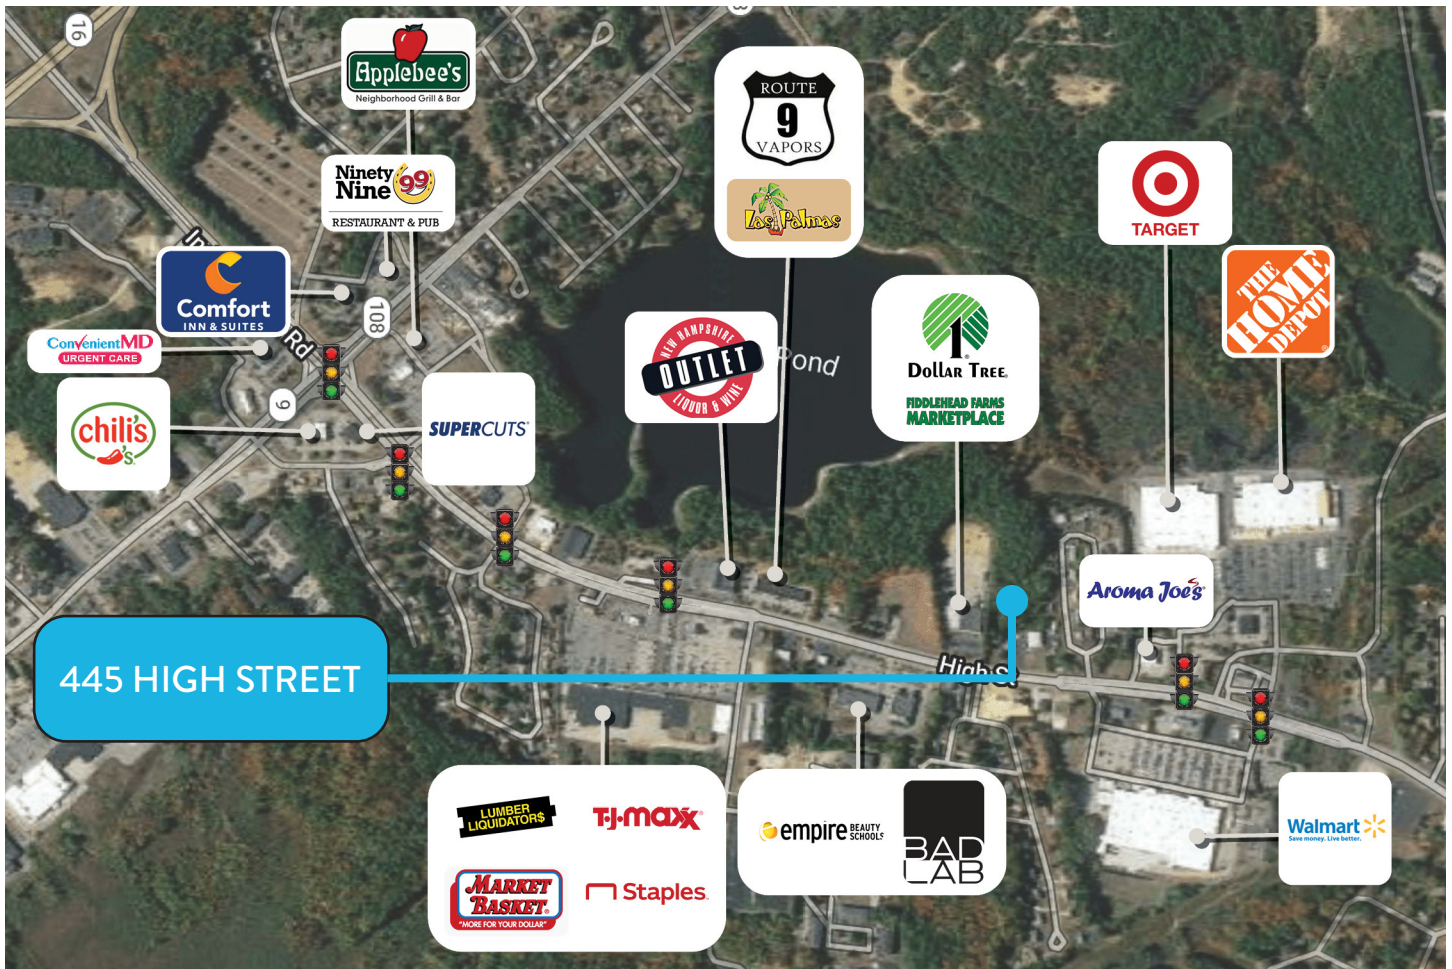 16
Applebee's
Neighborhood Grill & Bar
Ninety
Nine 99
RESTAURANT & PUB
Comfort
INN & SUITES
108
Rd
ConvenientMD
URGENT CARE
9
chili's
SUPERCUTS
ROUTE
9
VAPORS
Las Palmas
NEW HAMPSHIRE
OUTLET
LIQUOR & WINE
Pond
1
DOLLAR TREE
FIDDLEHEAD FARMS
MARKETPLACE
TARGET
THE
HOME
DEPOT
Aroma Joe's
445 HIGH STREET
High St
LUMBER
LIQUIDATOR$
T·J·maxx
MARKET
BASKET
"MORE FOR YOUR DOLLAR"
Staples
empire BEAUTY
SCHOOLS
BAD
LAB
Walmart
Save money. Live better.